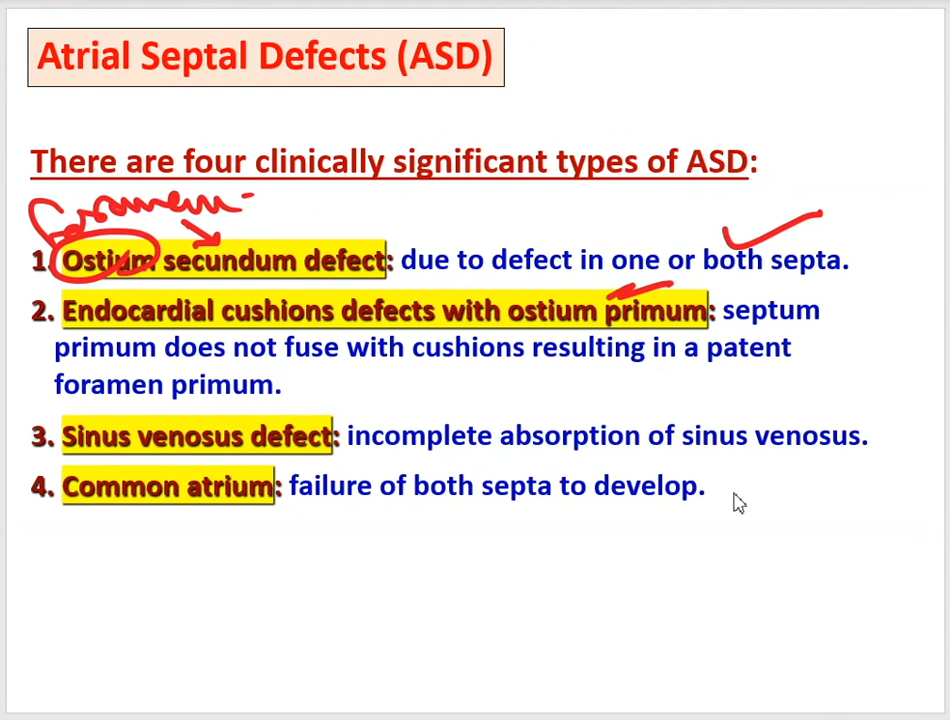 Atrial Septal Defects (ASD)
There are four clinically significant types of ASD:
foramen
1. Ostium secundum defect: due to defect in one or both septa.
2. Endocardial cushions defects with ostium primum: septum
primum does not fuse with cushions resulting in a patent
foramen primum.
3. Sinus venosus defect: incomplete absorption of sinus venosus.
4. Common atrium: failure of both septa to develop.